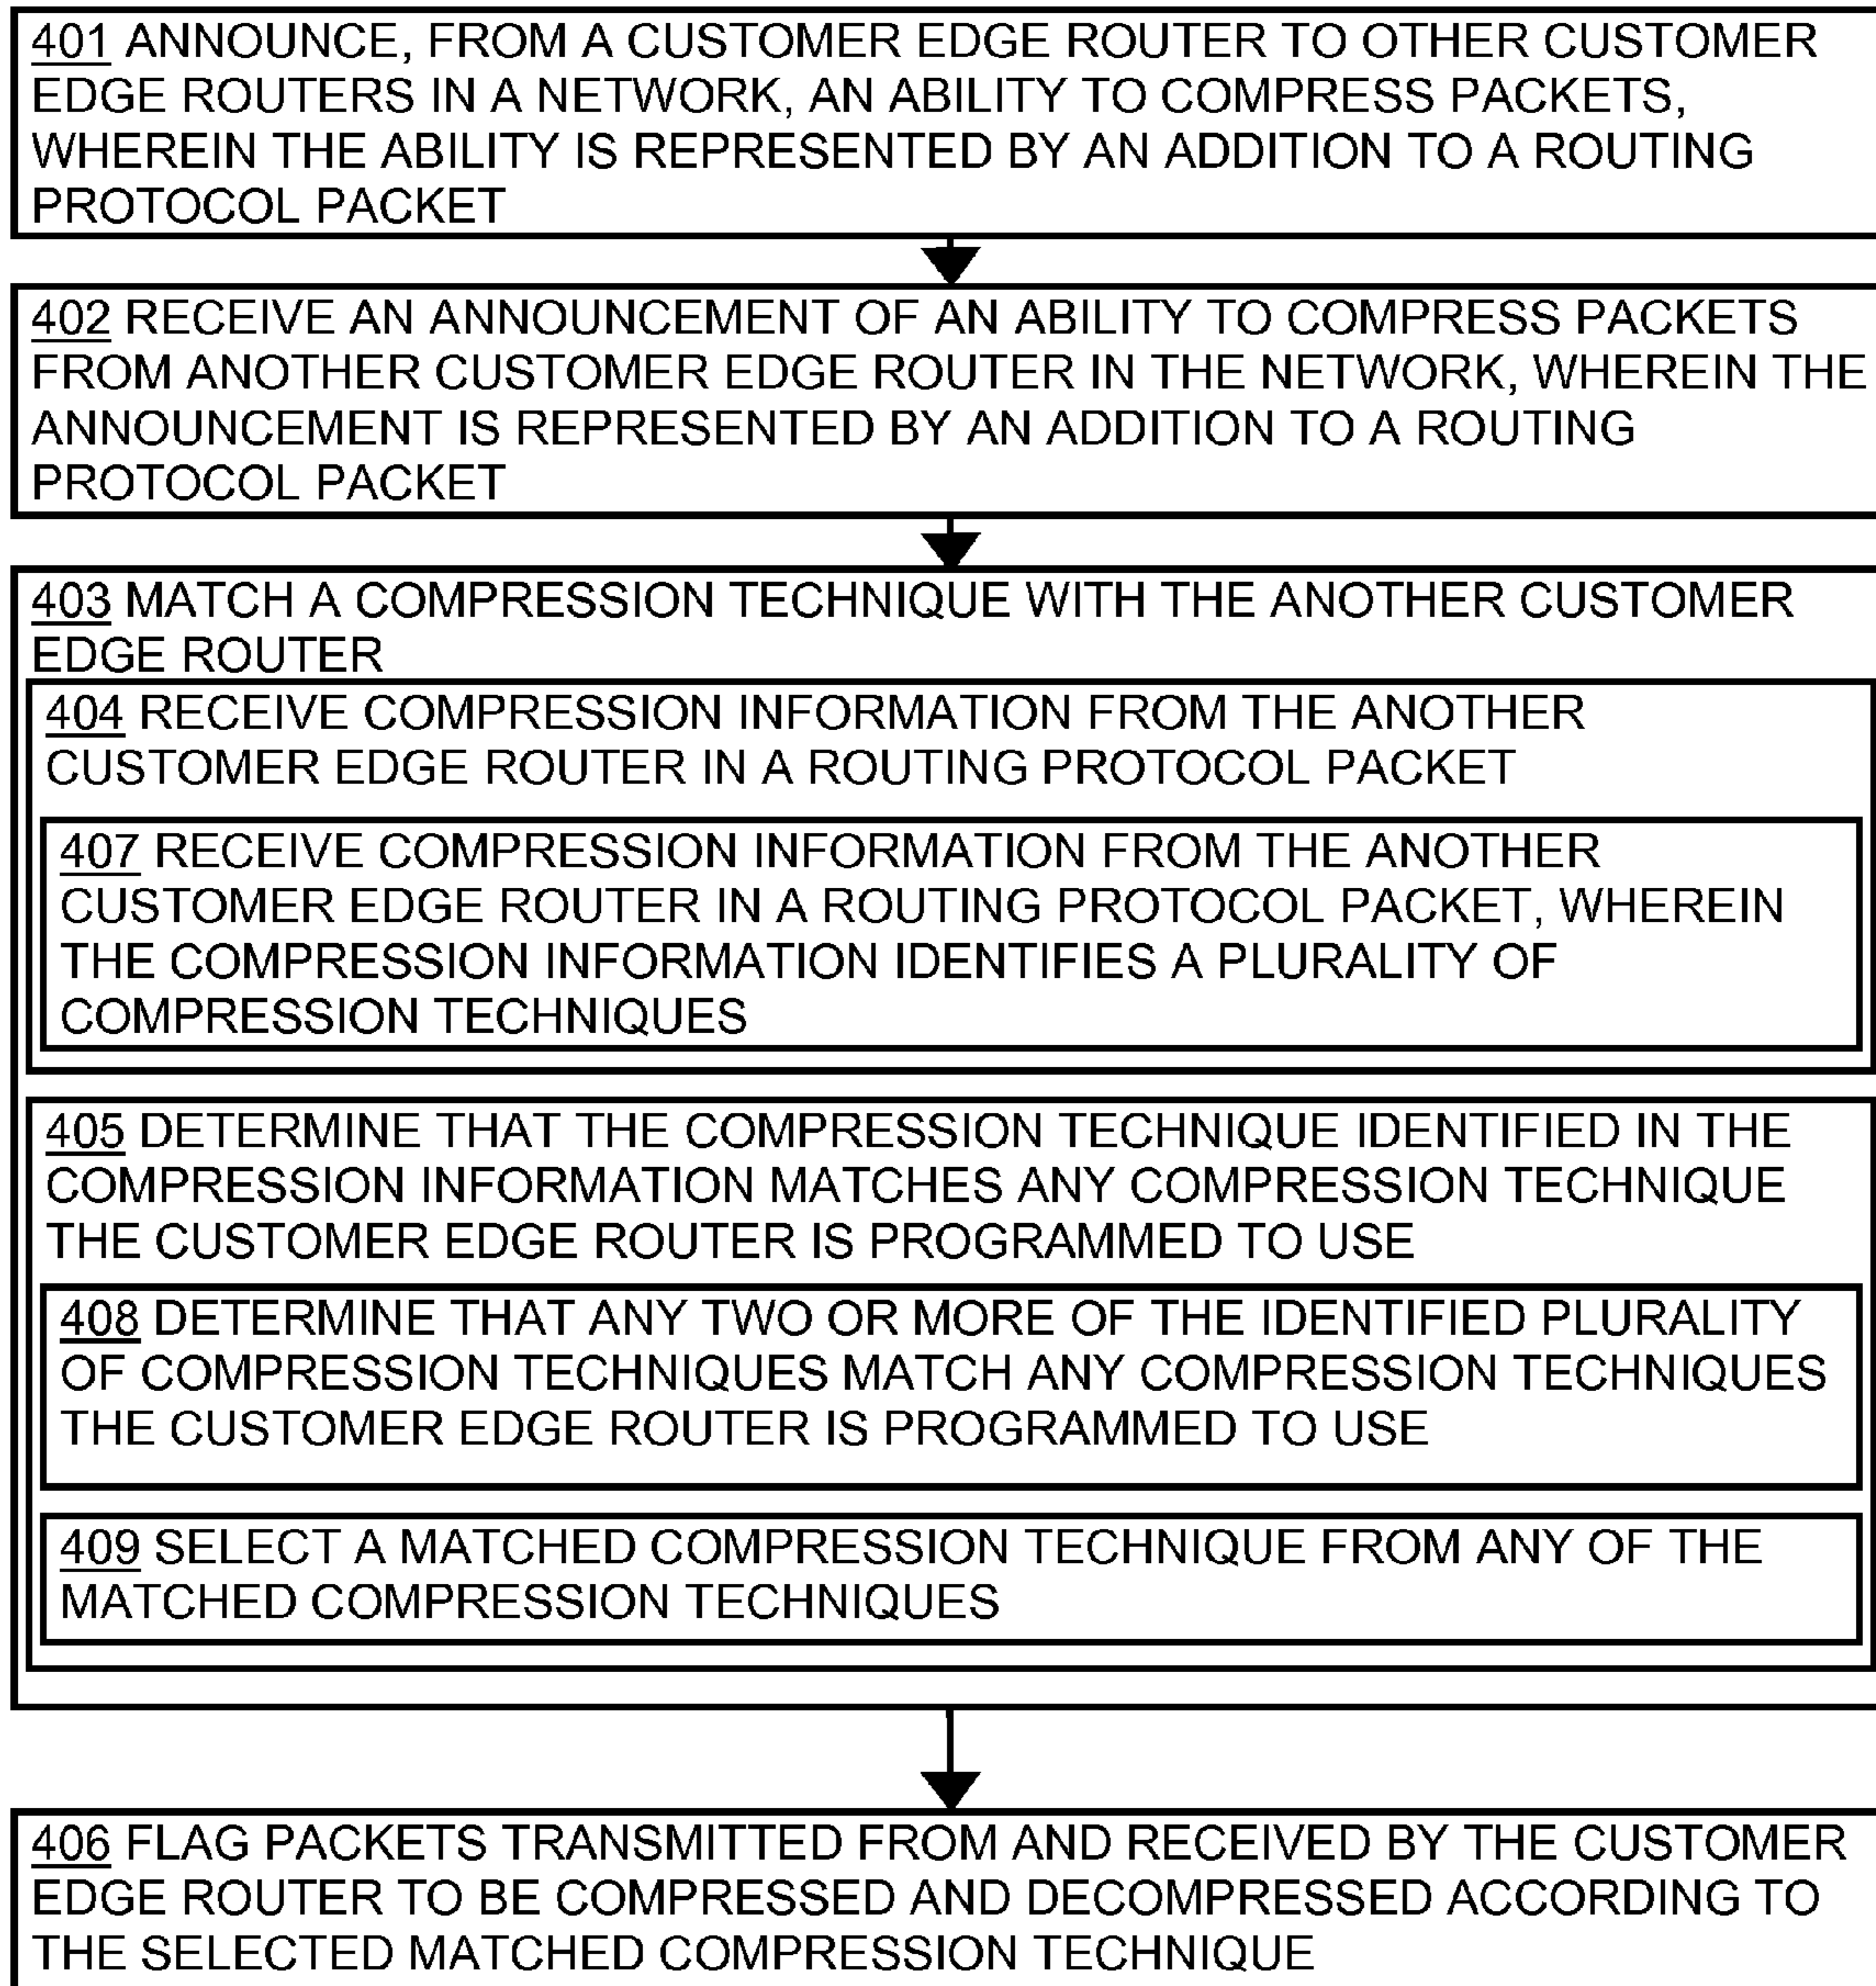 401 ANNOUNCE, FROM A CUSTOMER EDGE ROUTER TO OTHER CUSTOMER
EDGE ROUTERS IN A NETWORK, AN ABILITY TO COMPRESS PACKETS,
WHEREIN THE ABILITY IS REPRESENTED BY AN ADDITION TO A ROUTING
PROTOCOL PACKET
402 RECEIVE AN ANNOUNCEMENT OF AN ABILITY TO COMPRESS PACKETS
FROM ANOTHER CUSTOMER EDGE ROUTER IN THE NETWORK, WHEREIN THE
ANNOUNCEMENT IS REPRESENTED BY AN ADDITION TO A ROUTING
PROTOCOL PACKET
403 MATCH A COMPRESSION TECHNIQUE WITH THE ANOTHER CUSTOMER
EDGE ROUTER
404 RECEIVE COMPRESSION INFORMATION FROM THE ANOTHER
CUSTOMER EDGE ROUTER IN A ROUTING PROTOCOL PACKET
407 RECEIVE COMPRESSION INFORMATION FROM THE ANOTHER
CUSTOMER EDGE ROUTER IN A ROUTING PROTOCOL PACKET, WHEREIN
THE COMPRESSION INFORMATION IDENTIFIES A PLURALITY OF
COMPRESSION TECHNIQUES
405 DETERMINE THAT THE COMPRESSION TECHNIQUE IDENTIFIED IN THE
COMPRESSION INFORMATION MATCHES ANY COMPRESSION TECHNIQUE
THE CUSTOMER EDGE ROUTER IS PROGRAMMED TO USE
408 DETERMINE THAT ANY TWO OR MORE OF THE IDENTIFIED PLURALITY
OF COMPRESSION TECHNIQUES MATCH ANY COMPRESSION TECHNIQUES
THE CUSTOMER EDGE ROUTER IS PROGRAMMED TO USE
409 SELECT A MATCHED COMPRESSION TECHNIQUE FROM ANY OF THE
MATCHED COMPRESSION TECHNIQUES
406 FLAG PACKETS TRANSMITTED FROM AND RECEIVED BY THE CUSTOMER
EDGE ROUTER TO BE COMPRESSED AND DECOMPRESSED ACCORDING TO
THE SELECTED MATCHED COMPRESSION TECHNIQUE